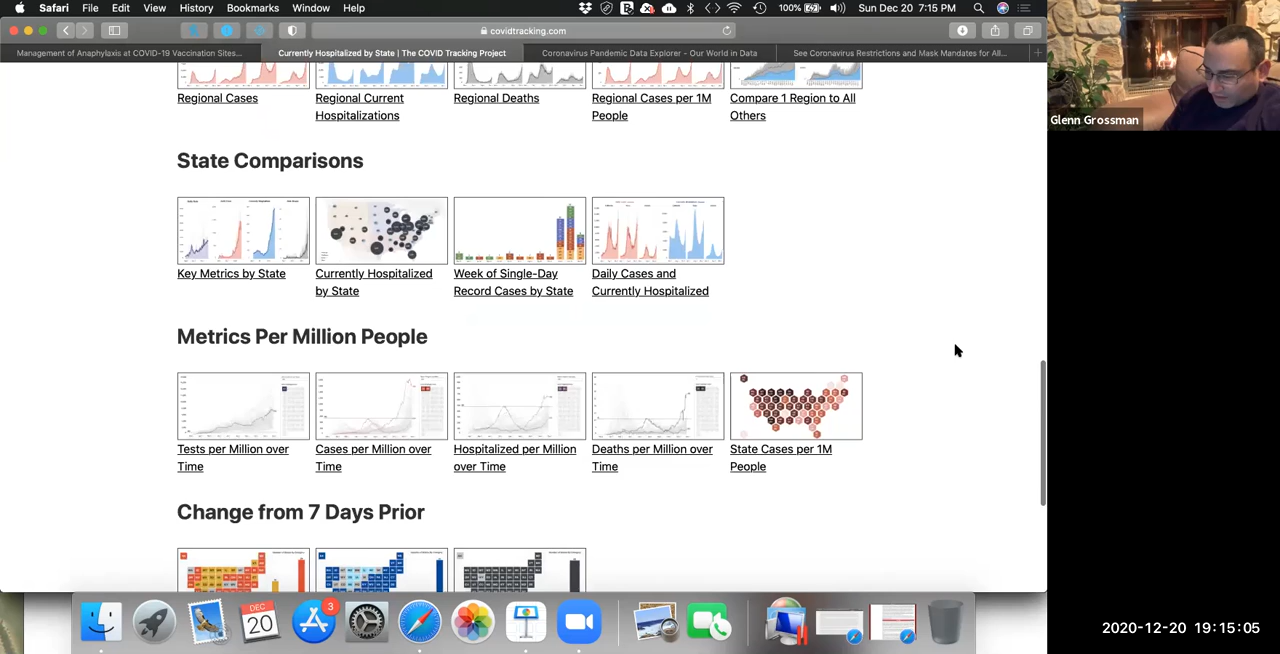 Safari File Edit View History Bookmarks Window Help 100% Sun Dec 20 7:15 PM
covidtracking.com
Management of Anaphylaxis at COVID-19 Vaccination Sites... Currently Hospitalized by State | The COVID Tracking Project Coronavirus Pandemic Data Explorer - Our World in Data See Coronavirus Restrictions and Mask Mandates for All...
Glenn Grossman
Regional Cases
Regional Current
Hospitalizations
Regional Deaths
Regional Cases per 1M
People
Compare 1 Region to All
Others
State Comparisons
Key Metrics by State
Currently Hospitalized
by State
Week of Single-Day
Record Cases by State
Daily Cases and
Currently Hospitalized
Metrics Per Million People
Tests per Million over
Time
Cases per Million over
Time
Hospitalized per Million
over Time
Deaths per Million over
Time
State Cases per 1M
People
Change from 7 Days Prior
DEC
20
3
2020-12-20 19:15:05